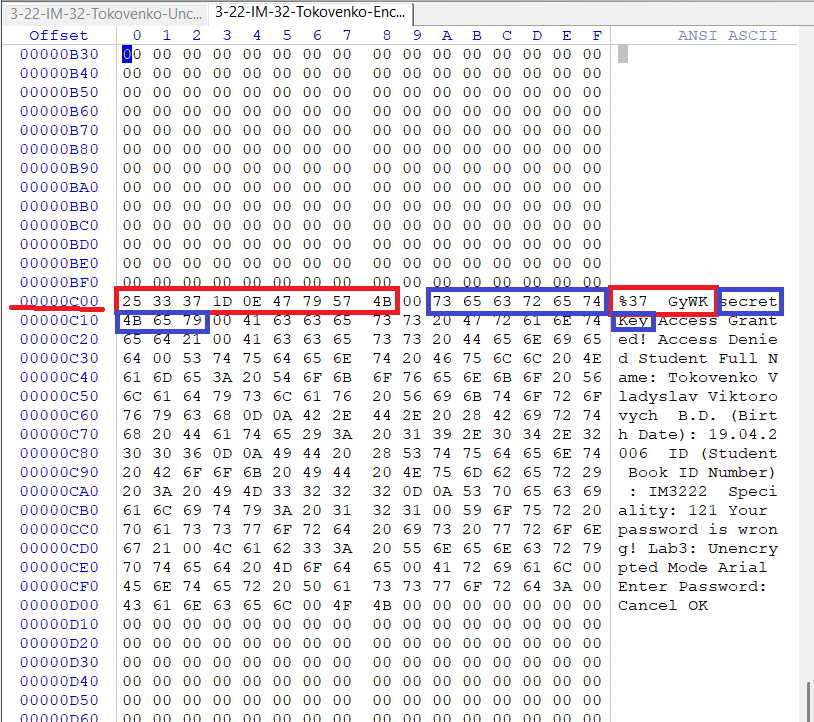 3-22-IM-32-Tokovenko-Unc... 3-22-IM-32-Tokovenko-Enc...
Offset 0 1 2 3 4 5 6 7 8 9 A B C D E F ANSI ASCII
00000B30 00 00 00 00 00 00 00 00 00 00 00 00 00 00 00 00
00000B40 00 00 00 00 00 00 00 00 00 00 00 00 00 00 00 00
00000B50 00 00 00 00 00 00 00 00 00 00 00 00 00 00 00 00
00000B60 00 00 00 00 00 00 00 00 00 00 00 00 00 00 00 00
00000B70 00 00 00 00 00 00 00 00 00 00 00 00 00 00 00 00
00000B80 00 00 00 00 00 00 00 00 00 00 00 00 00 00 00 00
00000B90 00 00 00 00 00 00 00 00 00 00 00 00 00 00 00 00
00000BA0 00 00 00 00 00 00 00 00 00 00 00 00 00 00 00 00
00000BB0 00 00 00 00 00 00 00 00 00 00 00 00 00 00 00 00
00000BC0 00 00 00 00 00 00 00 00 00 00 00 00 00 00 00 00
00000BD0 00 00 00 00 00 00 00 00 00 00 00 00 00 00 00 00
00000BE0 00 00 00 00 00 00 00 00 00 00 00 00 00 00 00 00
00000BF0 00 00 00 00 00 00 00 00 00 00 00 00 00 00 00 00
00000C00 25 33 37 1D 0E 47 79 57 4B 00 73 65 63 72 65 74 %37 GyWK secret
00000C10 4B 65 79 00 41 63 63 65 73 73 20 47 72 61 6E 74 Key Access Grant
00000C20 65 64 21 00 41 63 63 65 73 73 20 44 65 6E 69 65 ed! Access Denie
00000C30 64 00 53 74 75 64 65 6E 74 20 46 75 6C 6C 20 4E d Student Full N
00000C40 61 6D 65 3A 20 54 6F 6B 6F 76 65 6E 6B 6F 20 56 ame: Tokovenko V
00000C50 6C 61 64 79 73 6C 61 76 20 56 69 6B 74 6F 72 6F ladyslav Viktoro
00000C60 76 79 63 68 0D 0A 42 2E 44 2E 20 28 42 69 72 74 vych B.D. (Birt
00000C70 68 20 44 61 74 65 29 3A 20 31 39 2E 30 34 2E 32 h Date): 19.04.2
00000C80 30 30 36 0D 0A 49 44 20 28 53 74 75 64 65 6E 74 006 ID (Student
00000C90 20 42 6F 6F 6B 20 49 44 20 4E 75 6D 62 65 72 29 Book ID Number)
00000CA0 20 3A 20 49 4D 33 32 32 32 0D 0A 53 70 65 63 69 : IM3222 Speci
00000CB0 61 6C 69 74 79 3A 20 31 32 31 00 59 6F 75 72 20 ality: 121 Your
00000CC0 70 61 73 73 77 6F 72 64 20 69 73 20 77 72 6F 6E password is wron
00000CD0 67 21 00 4C 61 62 33 3A 20 55 6E 65 6E 63 72 79 g! Lab3: Unencry
00000CE0 70 74 65 64 20 4D 6F 64 65 00 41 72 69 61 6C 00 pted Mode Arial
00000CF0 45 6E 74 65 72 20 50 61 73 73 77 6F 72 64 3A 00 Enter Password:
00000D00 43 61 6E 63 65 6C 00 4F 4B 00 00 00 00 00 00 00 Cancel OK
00000D10 00 00 00 00 00 00 00 00 00 00 00 00 00 00 00 00
00000D20 00 00 00 00 00 00 00 00 00 00 00 00 00 00 00 00
00000D30 00 00 00 00 00 00 00 00 00 00 00 00 00 00 00 00
00000D40 00 00 00 00 00 00 00 00 00 00 00 00 00 00 00 00
00000D50 00 00 00 00 00 00 00 00 00 00 00 00 00 00 00 00
00000D60 00 00 00 00 00 00 00 00 00 00 00 00 00 00 00 00